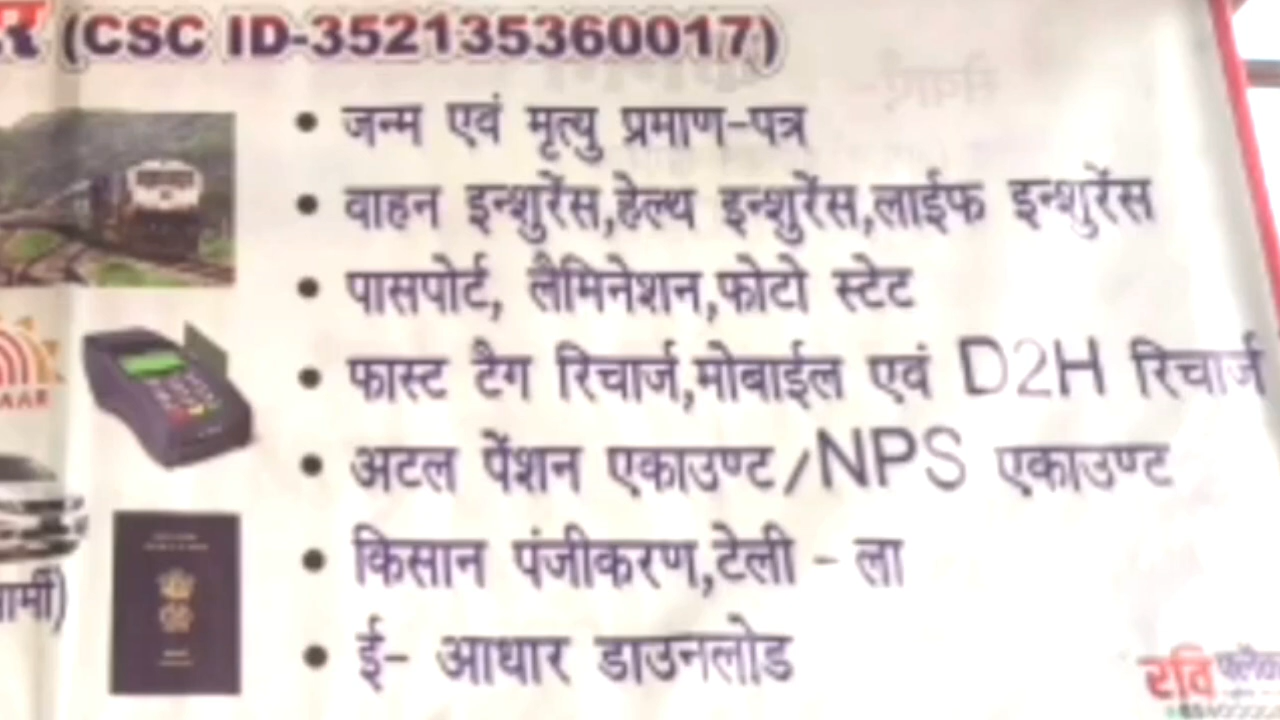 (CSC ID-352135360017)
• जन्म एवं मृत्यु प्रमाण-पत्र
• वाहन इन्शुरेंस,हेल्थ इन्शुरेंस,लाईफ इन्शुरेंस
• पासपोर्ट, लैमिनेशन,फोटो स्टेट
• फास्ट टैग रिचार्ज,मोबाईल एवं D2H रिचार्ज
• अटल पेंशन एकाउण्ट/NPS एकाउण्ट
• किसान पंजीकरण,टेली - ला
• ई- आधार डाउनलोड
रवि